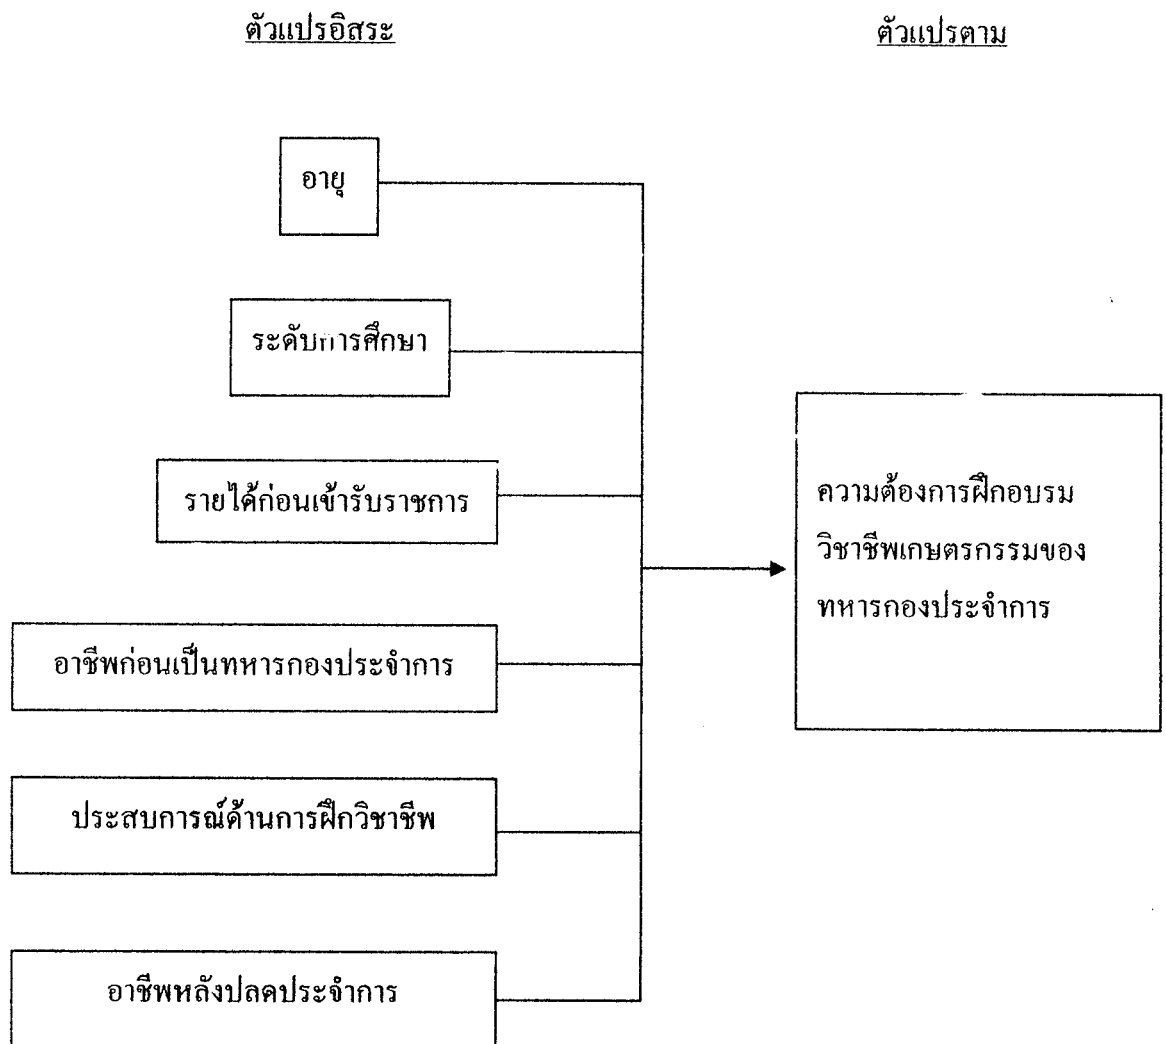 ตัวแปรอิสระ
ตัวแปรตาม
อายุ
ระดับการศึกษา
รายได้ก่อนเข้ารับราชการ
อาชีพก่อนเป็นทหารกองประจำการ
ประสบการณ์ด้านการฝึกวิชาชีพ
อาชีพหลังปลดประจำการ
ความต้องการฝึกอบรม
วิชาชีพเกษตรกรรมของ
ทหารกองประจำการ